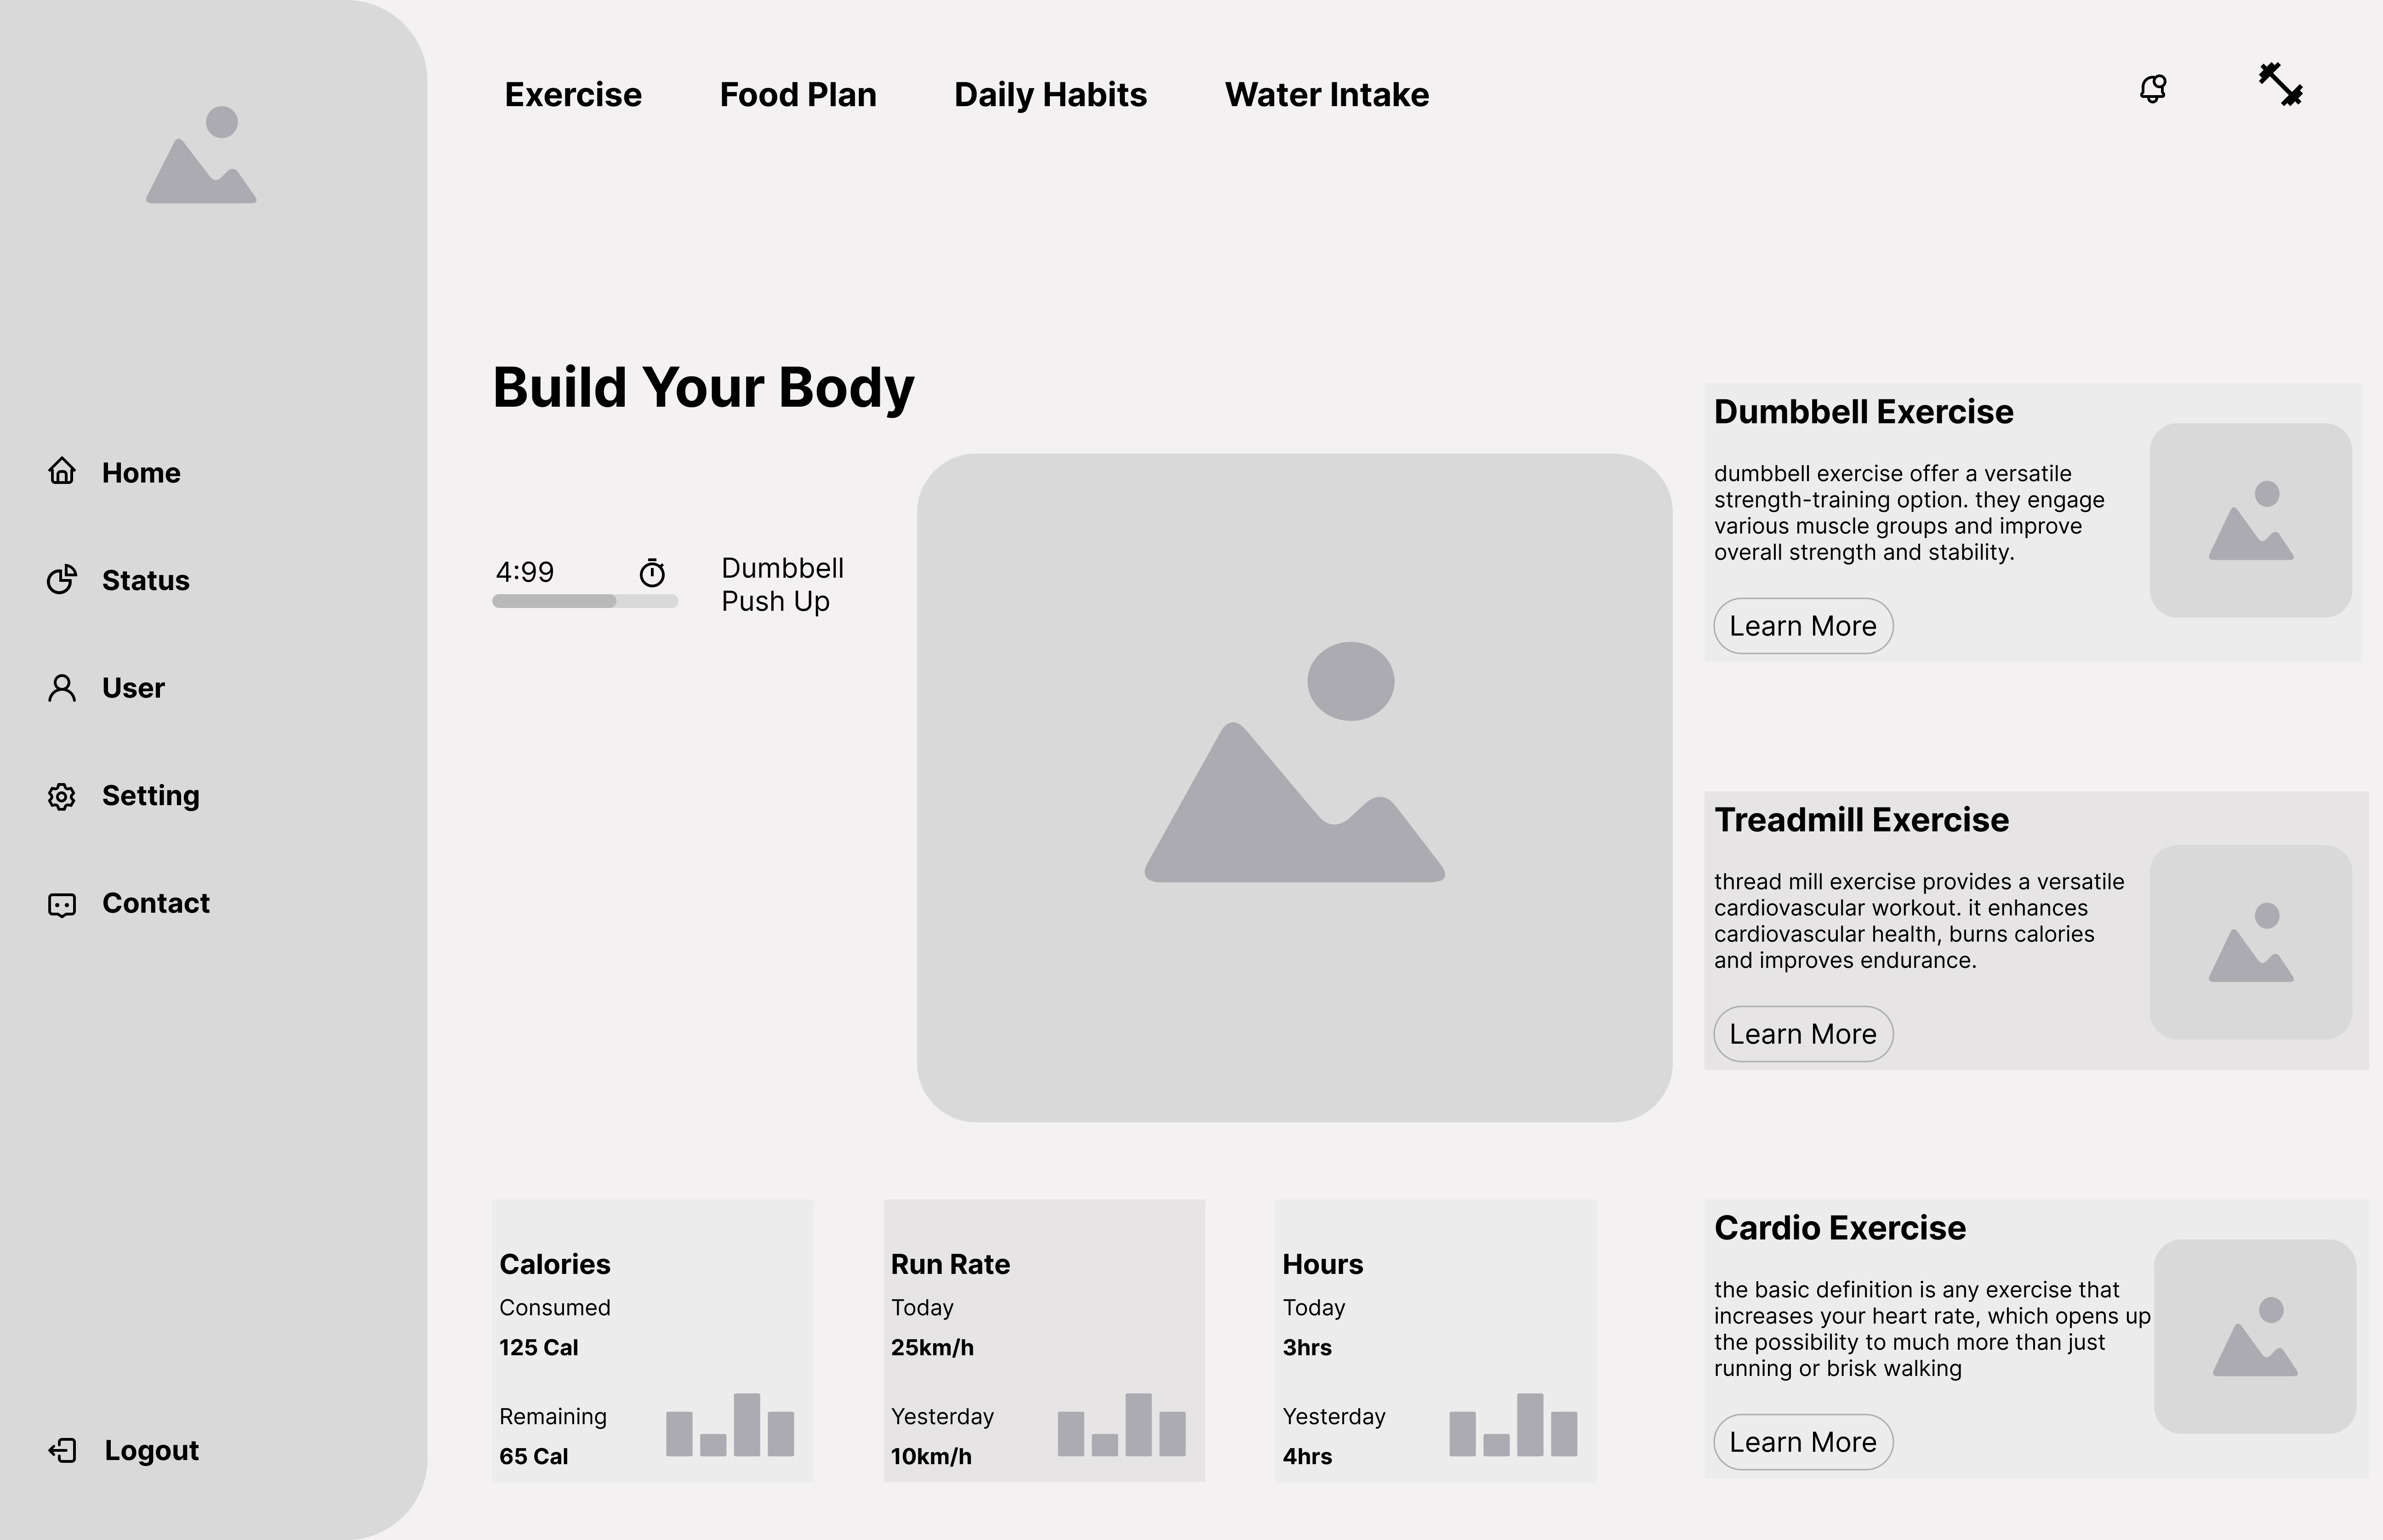 Exercise
Food Plan
Daily Habits
Water Intake
Home
Status
User
Setting
Contact
Logout
Build Your Body
4:99
Dumbbell
Push Up
Dumbbell Exercise
dumbbell exercise offer a versatile
strength-training option. they engage
various muscle groups and improve
overall strength and stability.
Learn More
Treadmill Exercise
thread mill exercise provides a versatile
cardiovascular workout. it enhances
cardiovascular health, burns calories
and improves endurance.
Learn More
Calories
Consumed
125 Cal
Remaining
65 Cal
Run Rate
Today
25km/h
Yesterday
10km/h
Hours
Today
3hrs
Yesterday
4hrs
Cardio Exercise
the basic definition is any exercise that
increases your heart rate, which opens up
the possibility to much more than just
running or brisk walking
Learn More